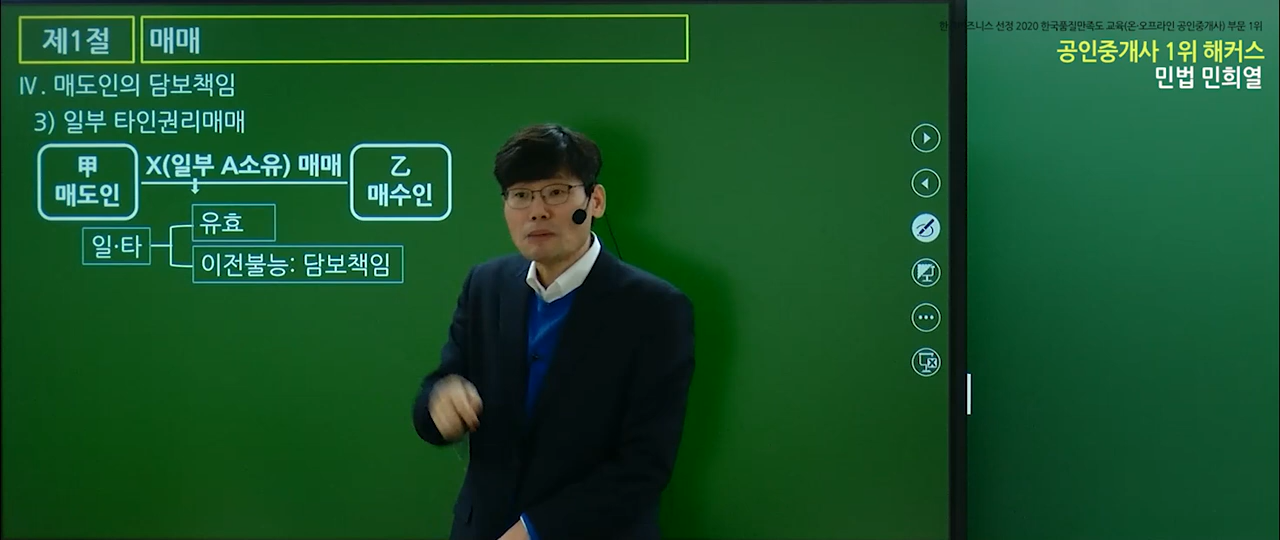 제1절 매매
Ⅳ. 매도인의 담보책임
3) 일부 타인권리매매
甲
매도인
X(일부 A소유) 매매
乙
매수인
일·타
유효
이전불능: 담보책임
선정 2020 한국품질만족도 교육(온·오프라인 공인중개사) 부문 1위
공인중개사 1위 해커스
민법 민희열